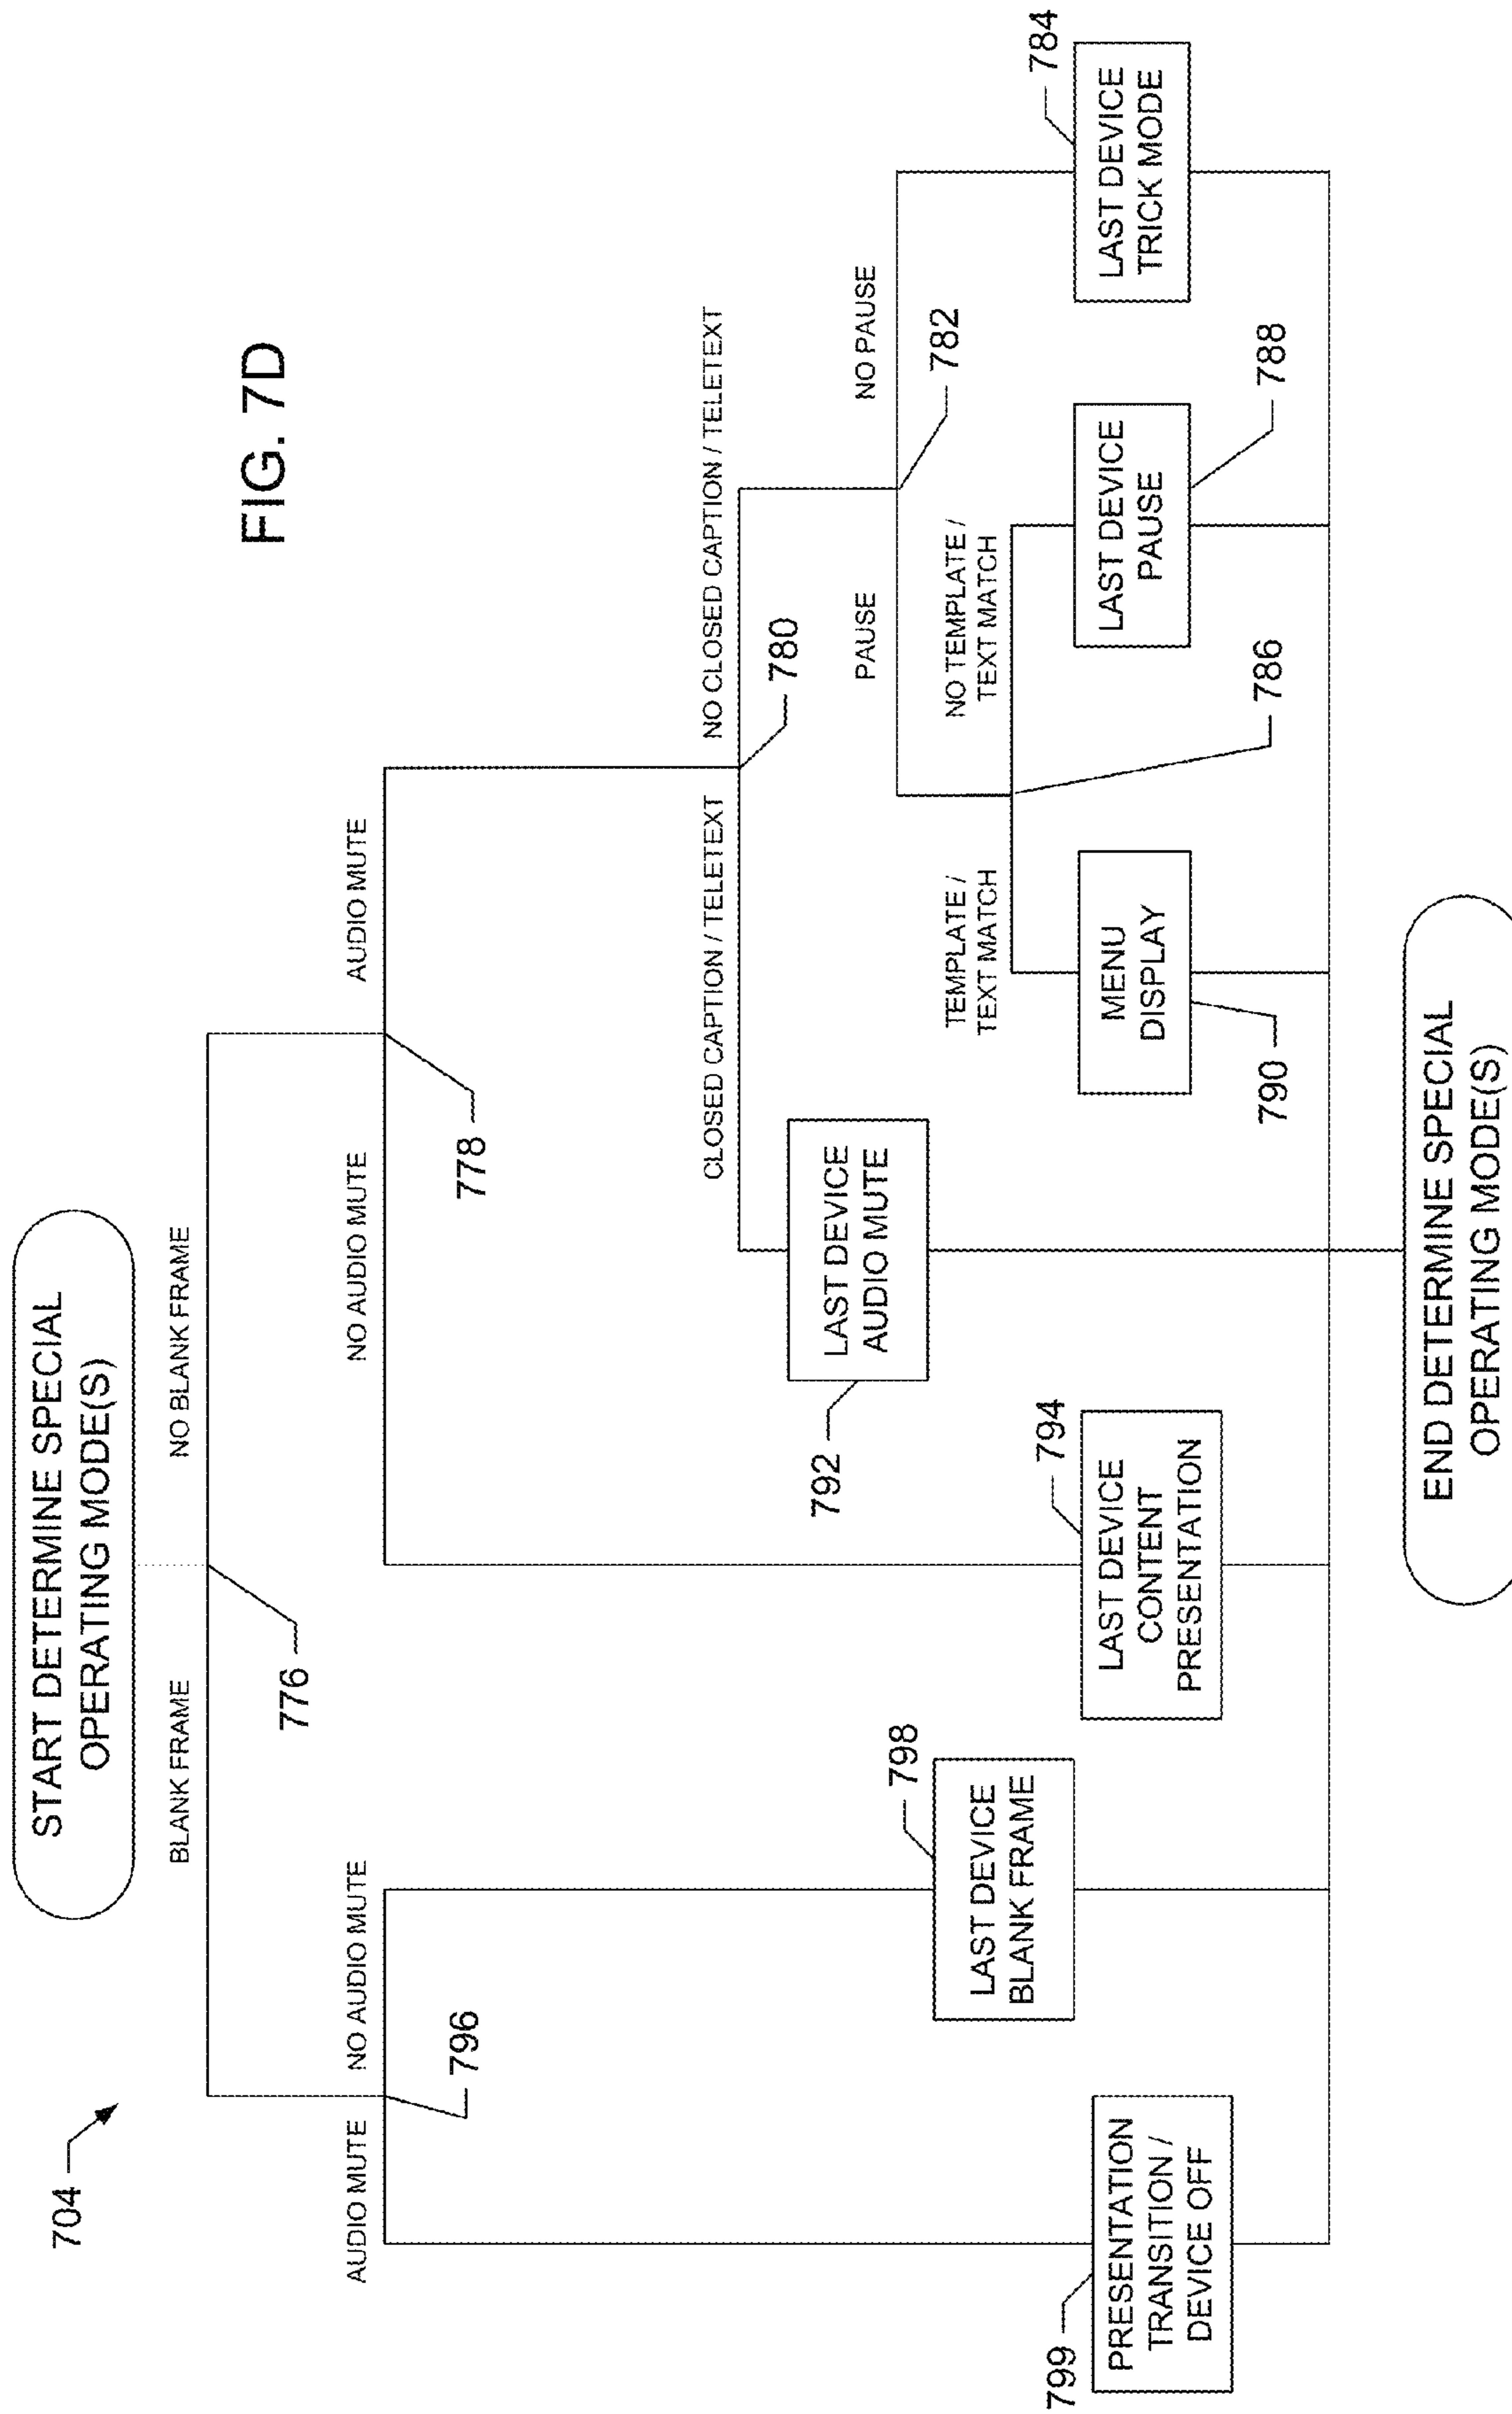 704
START DETERMINE SPECIAL
OPERATING MODE(S)
FIG. 7D
BLANK FRAME
NO BLANK FRAME
776
AUDIO MUTE
NO AUDIO MUTE
796
NO AUDIO MUTE
AUDIO MUTE
778
CLOSED CAPTION / TELETEXT
NO CLOSED CAPTION / TELETEXT
780
LAST DEVICE
AUDIO MUTE
792
PAUSE
NO PAUSE
782
TEMPLATE /
TEXT MATCH
NO TEMPLATE /
TEXT MATCH
786
PRESENTATION
TRANSITION /
DEVICE OFF
799
LAST DEVICE
BLANK FRAME
798
LAST DEVICE
CONTENT
PRESENTATION
794
MENU
DISPLAY
790
LAST DEVICE
PAUSE
788
LAST DEVICE
TRICK MODE
784
END DETERMINE SPECIAL
OPERATING MODE(S)